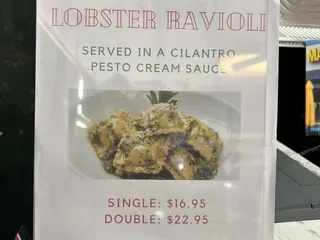 LOBSTER RAVIOLI
SERVED IN A CILANTRO
PESTO CREAM SAUCE
SINGLE: $16.95
DOUBLE: $22.95